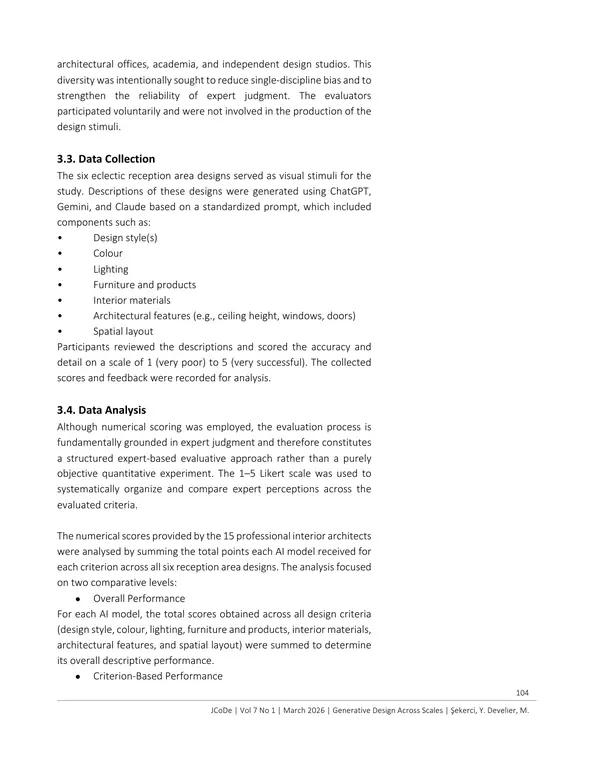 architectural offices, academia, and independent design studios. This
diversity was intentionally sought to reduce single-discipline bias and to
strengthen the reliability of expert judgment. The evaluators
participated voluntarily and were not involved in the production of the
design stimuli.
3.3. Data Collection
The six eclectic reception area designs served as visual stimuli for the
study. Descriptions of these designs were generated using ChatGPT,
Gemini, and Claude based on a standardized prompt, which included
components such as:
• Design style(s)
• Colour
• Lighting
• Furniture and products
• Interior materials
• Architectural features (e.g., ceiling height, windows, doors)
• Spatial layout
Participants reviewed the descriptions and scored the accuracy and
detail on a scale of 1 (very poor) to 5 (very successful). The collected
scores and feedback were recorded for analysis.
3.4. Data Analysis
Although numerical scoring was employed, the evaluation process is
fundamentally grounded in expert judgment and therefore constitutes
a structured expert-based evaluative approach rather than a purely
objective quantitative experiment. The 1–5 Likert scale was used to
systematically organize and compare expert perceptions across the
evaluated criteria.
The numerical scores provided by the 15 professional interior architects
were analysed by summing the total points each AI model received for
each criterion across all six reception area designs. The analysis focused
on two comparative levels:
● Overall Performance
For each AI model, the total scores obtained across all design criteria
(design style, colour, lighting, furniture and products, interior materials,
architectural features, and spatial layout) were summed to determine
its overall descriptive performance.
● Criterion-Based Performance
104
JCoDe | Vol 7 No 1 | March 2026 | Generative Design Across Scales | Şekerci, Y. Develier, M.